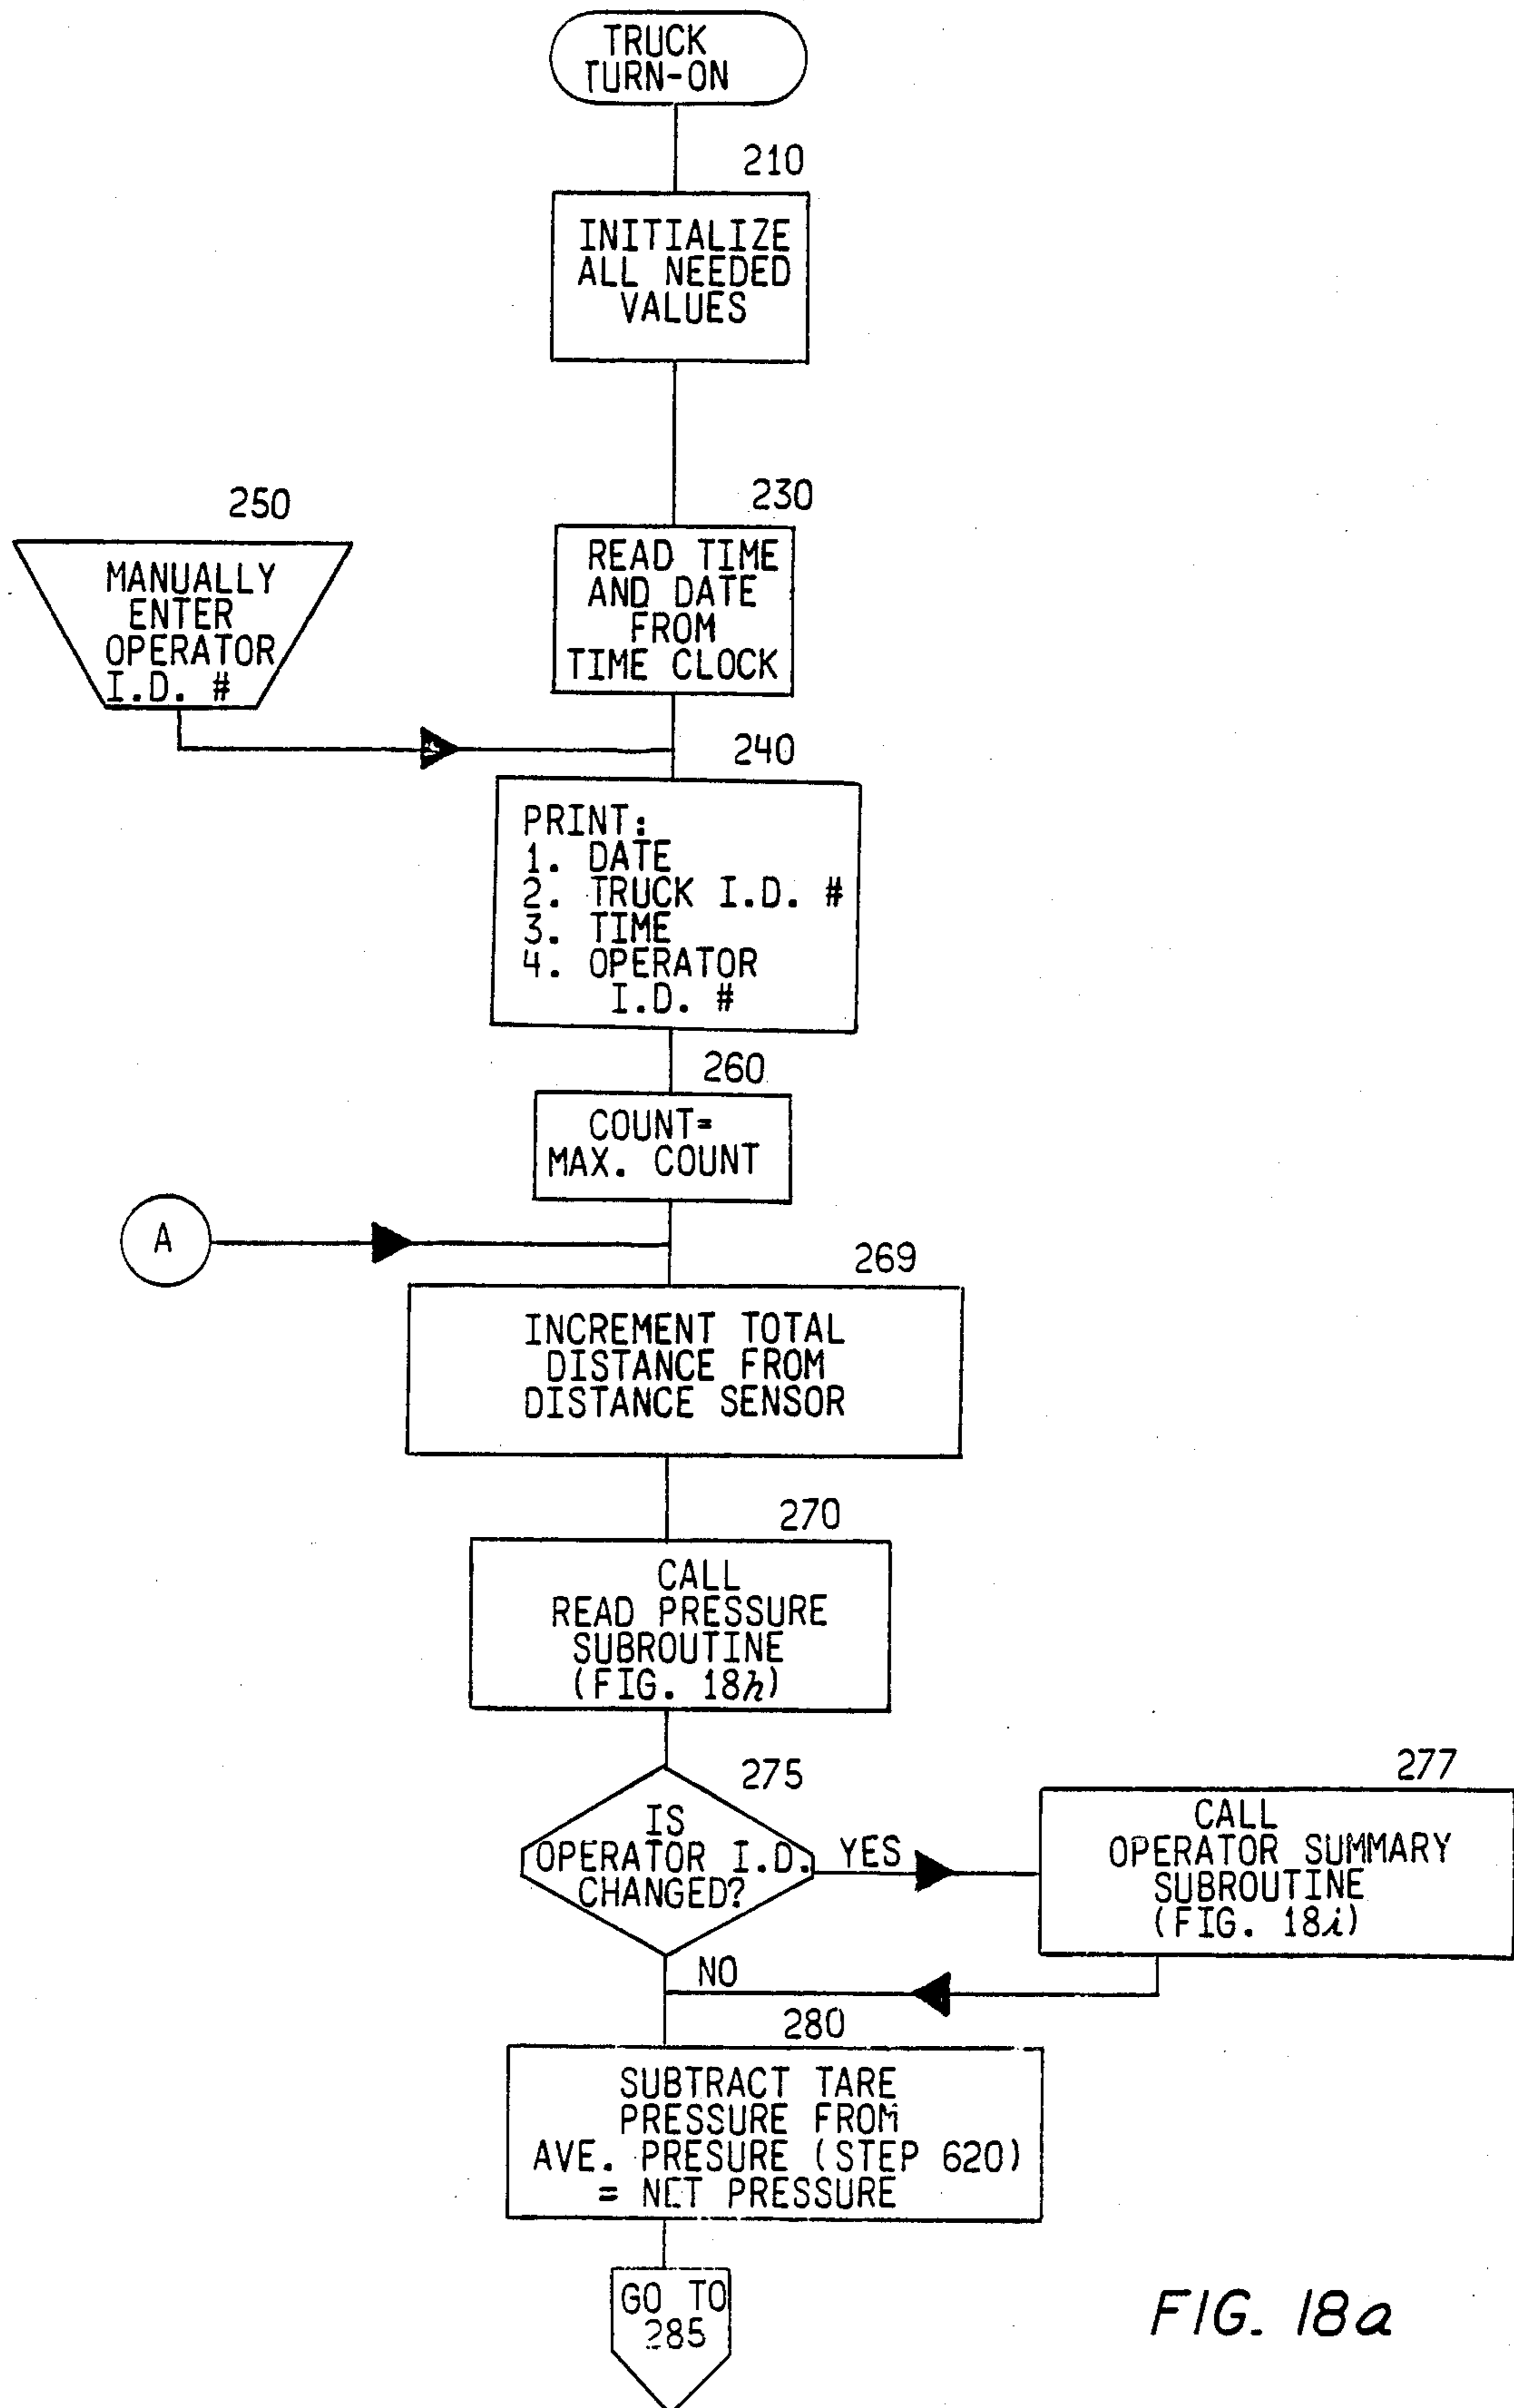 TRUCK
TURN-ON
210
INITIALIZE
ALL NEEDED
VALUES
250
230
MANUALLY
ENTER
OPERATOR
I.D. #
READ TIME
AND DATE
FROM
TIME CLOCK
240
PRINT:
1. DATE
2. TRUCK I.D. #
3. TIME
4. OPERATOR
I.D. #
260
COUNT=
MAX. COUNT
A
269
INCREMENT TOTAL
DISTANCE FROM
DISTANCE SENSOR
270
CALL
READ PRESSURE
SUBROUTINE
(FIG. 18h)
275
IS
OPERATOR I.D.
CHANGED?
YES
277
CALL
OPERATOR SUMMARY
SUBROUTINE
(FIG. 18i)
NO
280
SUBTRACT TARE
PRESSURE FROM
AVE. PRESURE (STEP 620)
= NET PRESSURE
GO TO
285
FIG. 18a